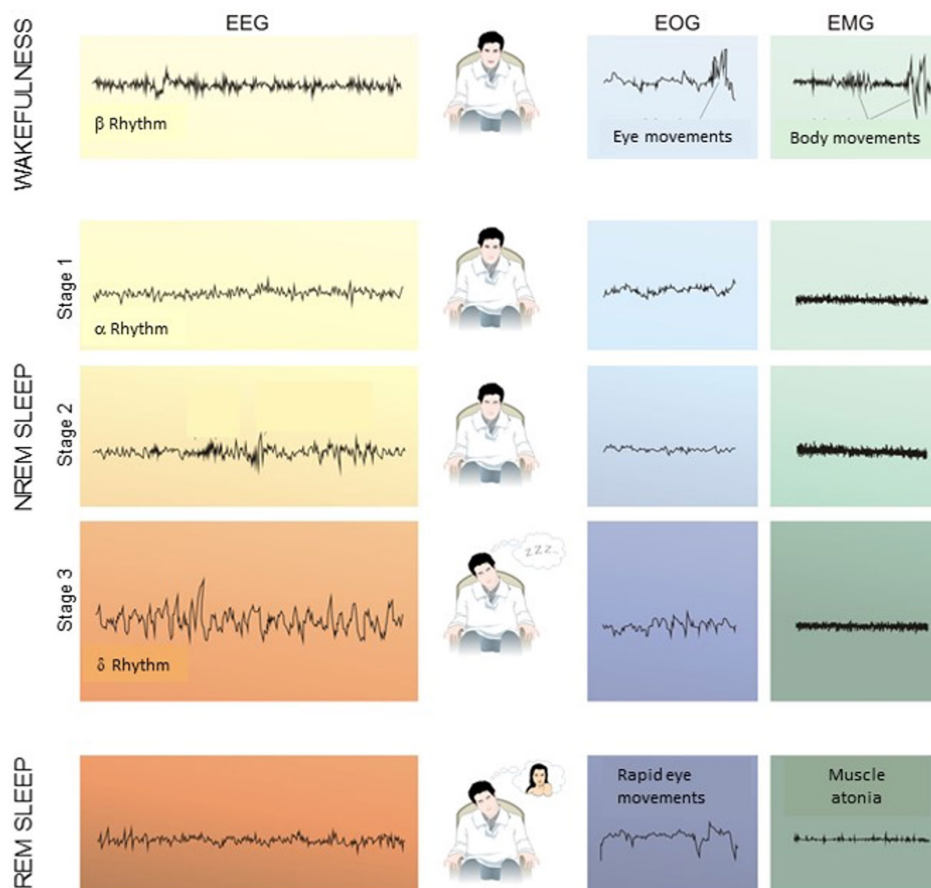 EEG
EOG
EMG
WAKEFULNESS
β Rhythm
Eye movements
Body movements
NREM SLEEP
Stage 1
α Rhythm
Stage 2
Stage 3
δ Rhythm
zzz..
REM SLEEP
Rapid eye
movements
Muscle
atonia